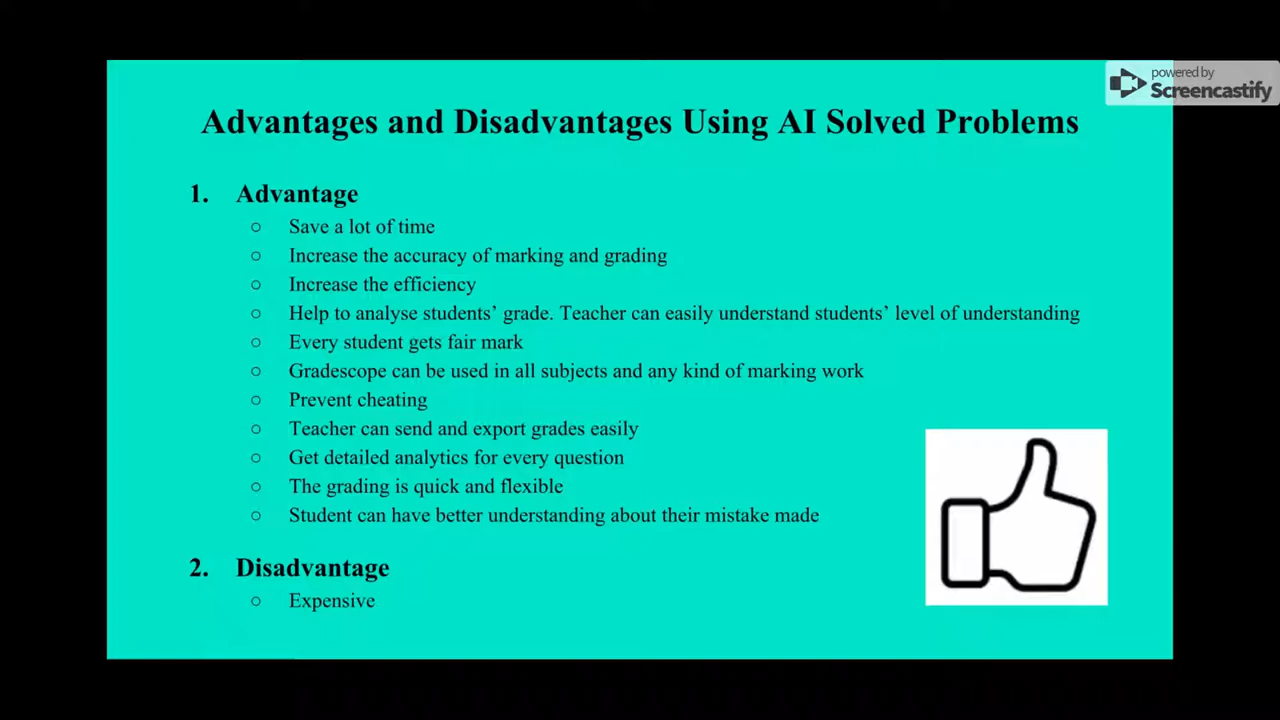 powered by
Screencastify
Advantages and Disadvantages Using AI Solved Problems
1. Advantage
○ Save a lot of time
○ Increase the accuracy of marking and grading
○ Increase the efficiency
○ Help to analyse students’ grade. Teacher can easily understand students’ level of understanding
○ Every student gets fair mark
○ Gradescope can be used in all subjects and any kind of marking work
○ Prevent cheating
○ Teacher can send and export grades easily
○ Get detailed analytics for every question
○ The grading is quick and flexible
○ Student can have better understanding about their mistake made
2. Disadvantage
○ Expensive